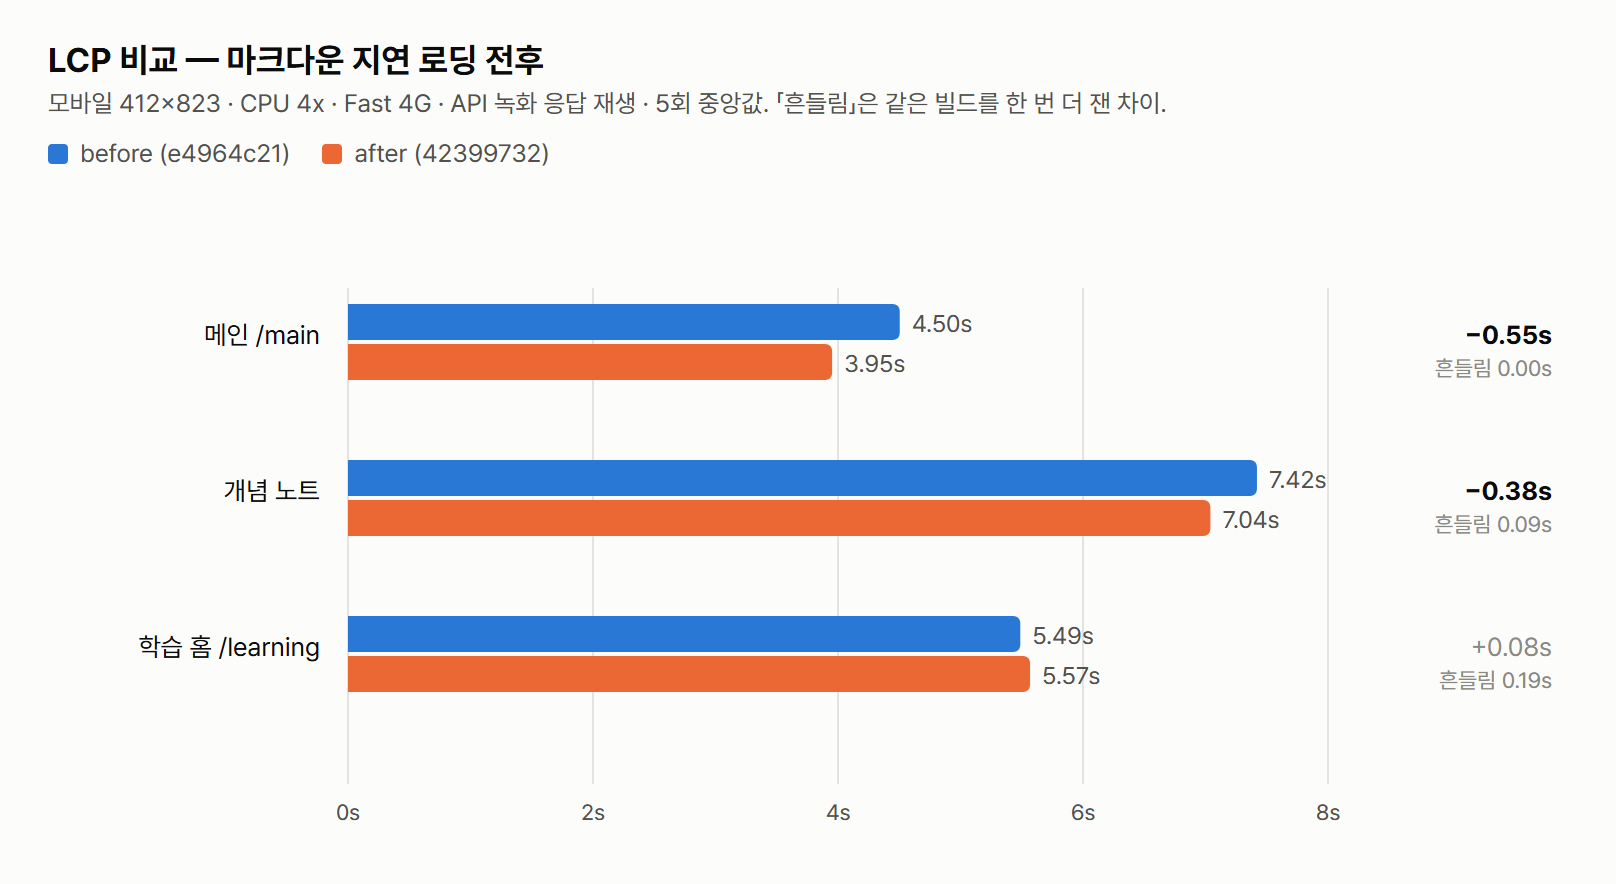 LCP 비교 — 마크다운 지연 로딩 전후
모바일 412×823 · CPU 4x · Fast 4G · API 녹화 응답 재생 · 5회 중앙값. 「흔들림」은 같은 빌드를 한 번 더 잰 차이.
before (e4964c21) after (42399732)
메인 /main
4.50s
3.95s
−0.55s
흔들림 0.00s
개념 노트
7.42s
7.04s
−0.38s
흔들림 0.09s
학습 홈 /learning
5.49s
5.57s
+0.08s
흔들림 0.19s
0s 2s 4s 6s 8s